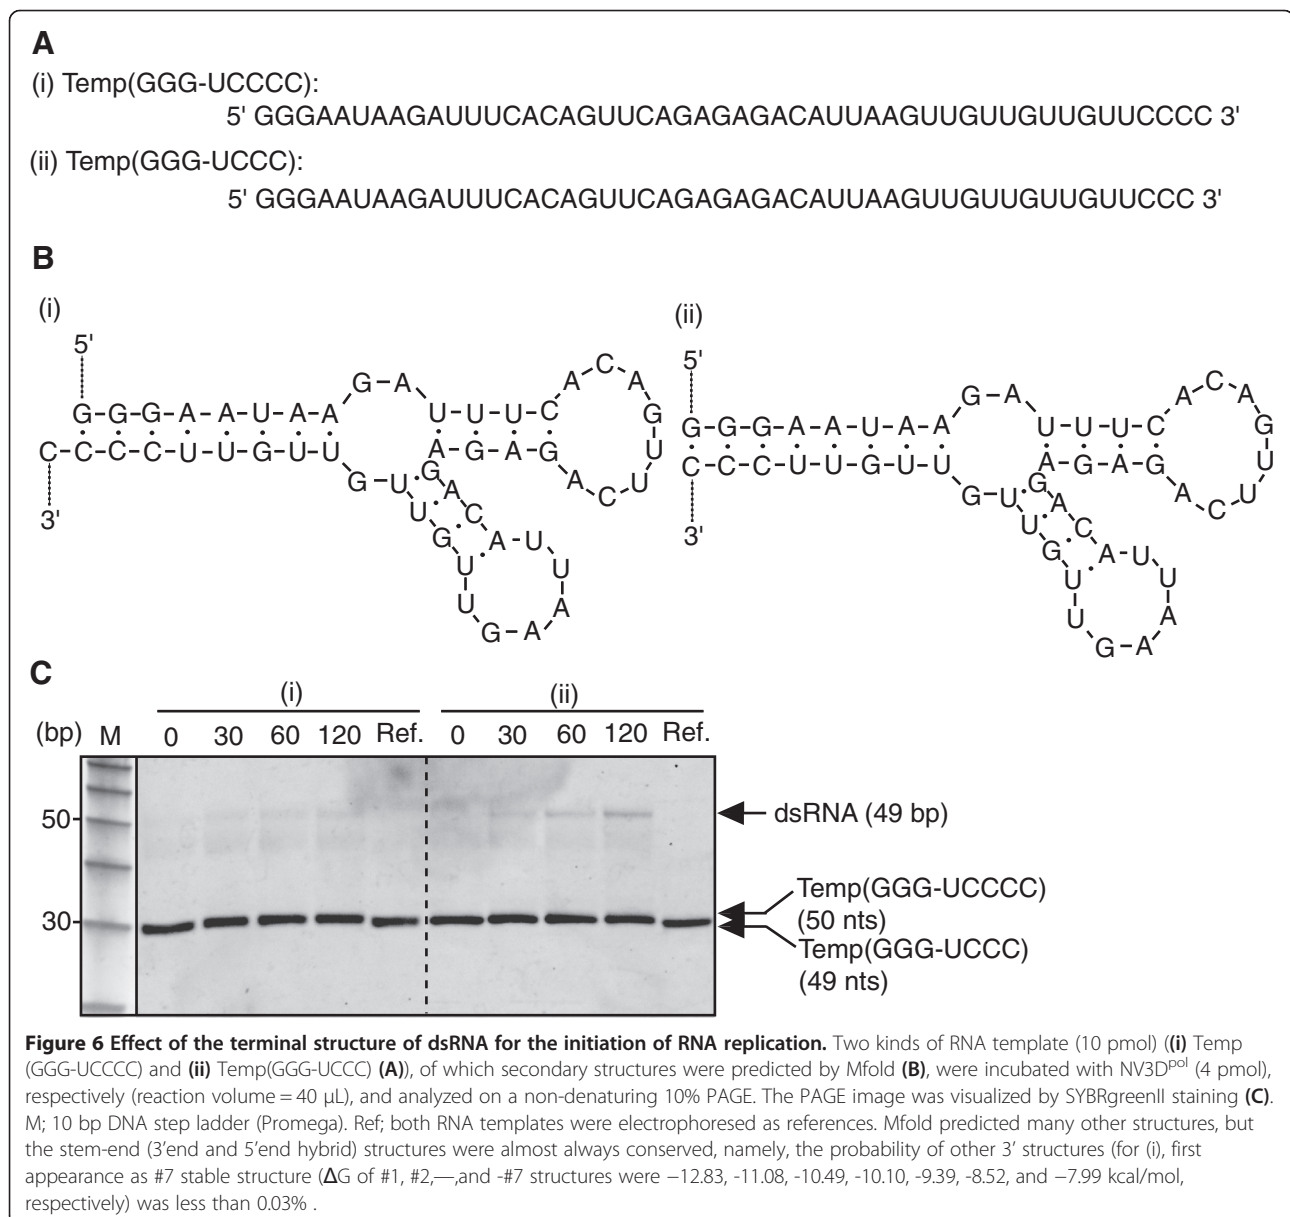 A
(i) Temp(GGG-UCCCC):
5' GGGAAUAAGAUUUCACAGUUCAGAGAGACAUUAAGUUGUUGUUGUUCCCC 3'
(ii) Temp(GGG-UCCC):
5' GGGAAUAAGAUUUCACAGUUCAGAGAGACAUUAAGUUGUUGUUGUUCCC 3'
B
(i)
5'
G-G-G-A-A-U-A-A G-A U-U-U-C A C A G U U
C-C-C-C-U-U-G-U-U G U U G U U G A A U U A C A G A-G-A-G A C
3'
(ii)
5'
G-G-G-A-A-U-A-A G-A U-U-U-C A C A G U U
C-C-C-U-U-G-U-U G-U U G U U G-A A U U A C A G A-G-A-G A C
3'
C
(i) (ii)
(bp) M 0 30 60 120 Ref. 0 30 60 120 Ref.
50
30
dsRNA (49 bp)
Temp(GGG-UCCCC)
(50 nts)
Temp(GGG-UCCC)
(49 nts)
Figure 6 Effect of the terminal structure of dsRNA for the initiation of RNA replication. Two kinds of RNA template (10 pmol) ((i) Temp
(GGG-UCCCC) and (ii) Temp(GGG-UCCC) (A)), of which secondary structures were predicted by Mfold (B), were incubated with NV3Dpol (4 pmol),
respectively (reaction volume = 40 μL), and analyzed on a non-denaturing 10% PAGE. The PAGE image was visualized by SYBRgreenII staining (C).
M; 10 bp DNA step ladder (Promega). Ref; both RNA templates were electrophoresed as references. Mfold predicted many other structures, but
the stem-end (3'end and 5'end hybrid) structures were almost always conserved, namely, the probability of other 3' structures (for (i), first
appearance as #7 stable structure (ΔG of #1, #2,—,and -#7 structures were −12.83, -11.08, -10.49, -10.10, -9.39, -8.52, and −7.99 kcal/mol,
respectively) was less than 0.03% .